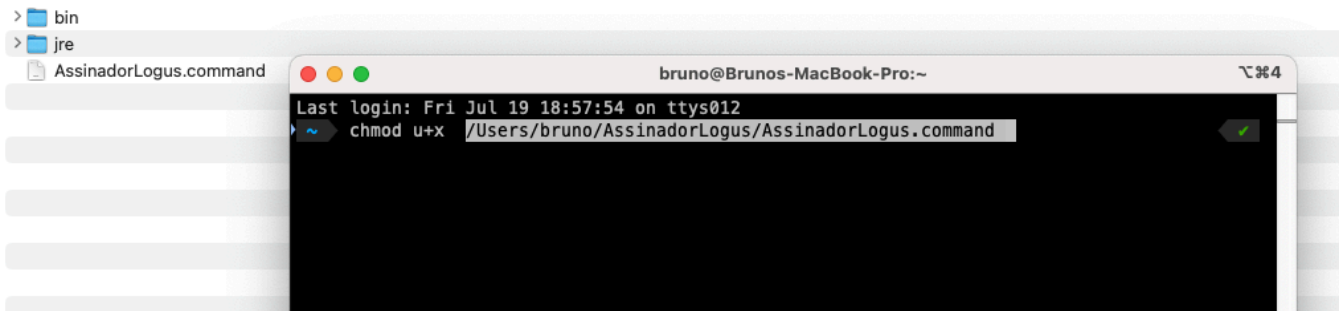 bin
jre
AssinadorLogus.command
bruno@Brunos-MacBook-Pro:~
⌥⌘4
Last login: Fri Jul 19 18:57:54 on ttys012
~ chmod u+x /Users/bruno/AssinadorLogus/AssinadorLogus.command ✔